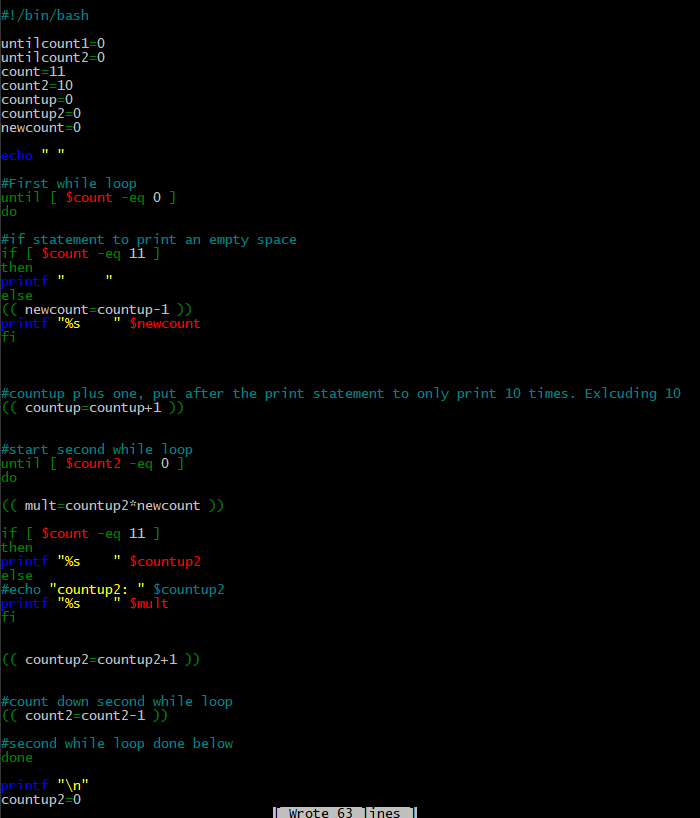 #!/bin/bash
untilcount1=0
untilcount2=0
count=11
count2=10
countup=0
countup2=0
newcount=0
echo " "
#First while loop
until [ $count -eq 0 ]
do
#if statement to print an empty space
if [ $count -eq 11 ]
then
printf "     "
else
(( newcount=countup-1 ))
printf "%s    " $newcount
fi
#countup plus one, put after the print statement to only print 10 times. Exlcuding 10
(( countup=countup+1 ))
#start second while loop
until [ $count2 -eq 0 ]
do
(( mult=countup2*newcount ))
if [ $count -eq 11 ]
then
printf "%s    " $countup2
else
#echo "countup2: " $countup2
printf "%s    " $mult
fi
(( countup2=countup2+1 ))
#count down second while loop
(( count2=count2-1 ))
#second while loop done below
done
printf "\n"
countup2=0
[ Wrote 63 lines ]